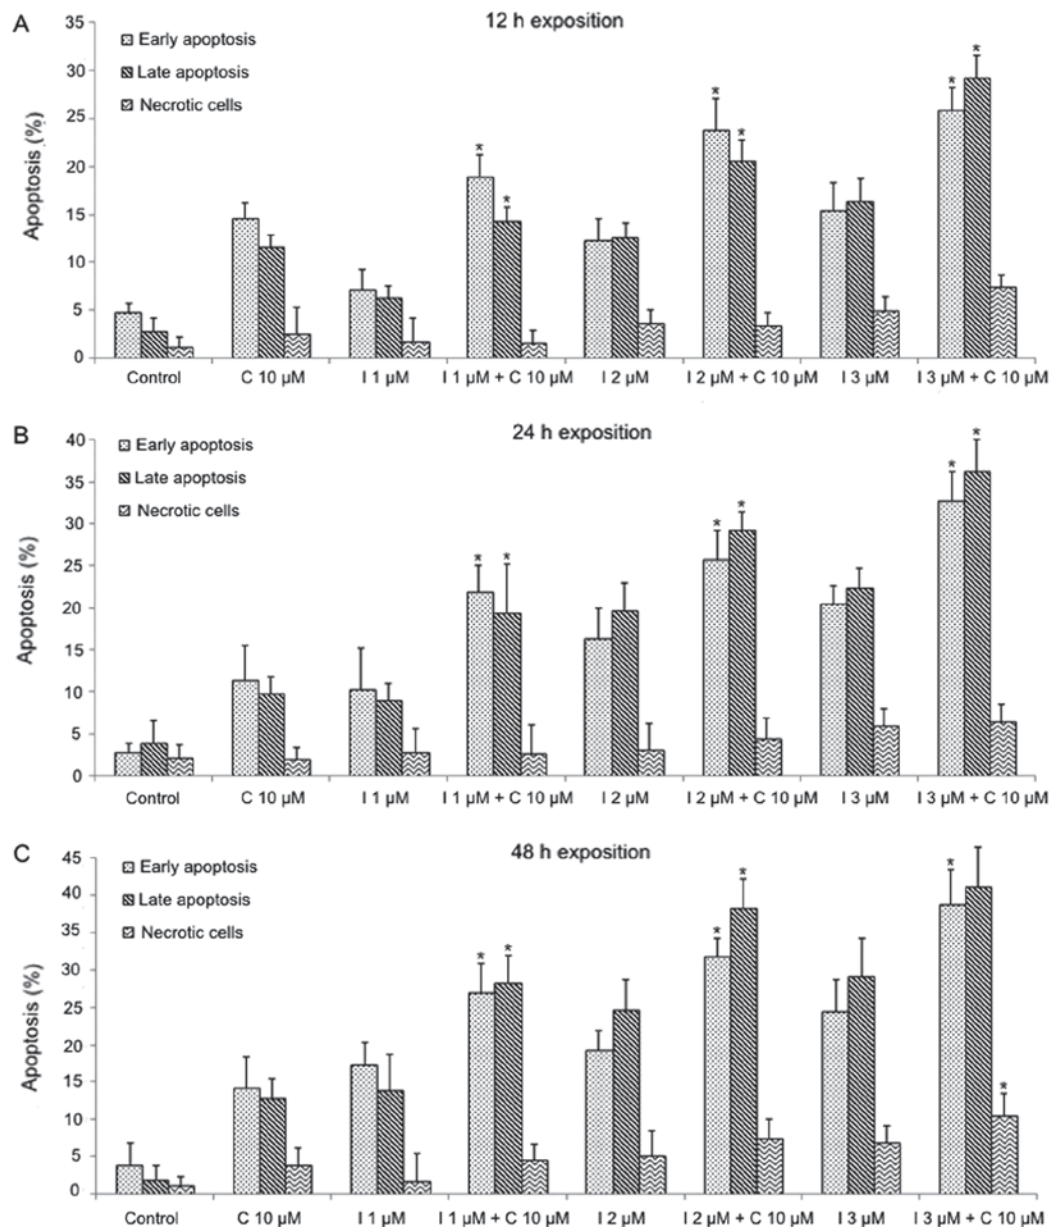 A
12 h exposition
Early apoptosis
Late apoptosis
Necrotic cells
Apoptosis (%)
35
30
25
20
15
10
5
0
*
*
*
*
*
*
Control
C 10 µM
I 1 µM
I 1 µM + C 10 µM
I 2 µM
I 2 µM + C 10 µM
I 3 µM
I 3 µM + C 10 µM
B
24 h exposition
Early apoptosis
Late apoptosis
Necrotic cells
Apoptosis (%)
40
35
30
25
20
15
10
5
0
*
*
*
*
*
*
Control
C 10 µM
I 1 µM
I 1 µM + C 10 µM
I 2 µM
I 2 µM + C 10 µM
I 3 µM
I 3 µM + C 10 µM
C
48 h exposition
Early apoptosis
Late apoptosis
Necrotic cells
Apoptosis (%)
45
40
35
30
25
20
15
10
5
0
*
*
*
*
*
*
Control
C 10 µM
I 1 µM
I 1 µM + C 10 µM
I 2 µM
I 2 µM + C 10 µM
I 3 µM
I 3 µM + C 10 µM